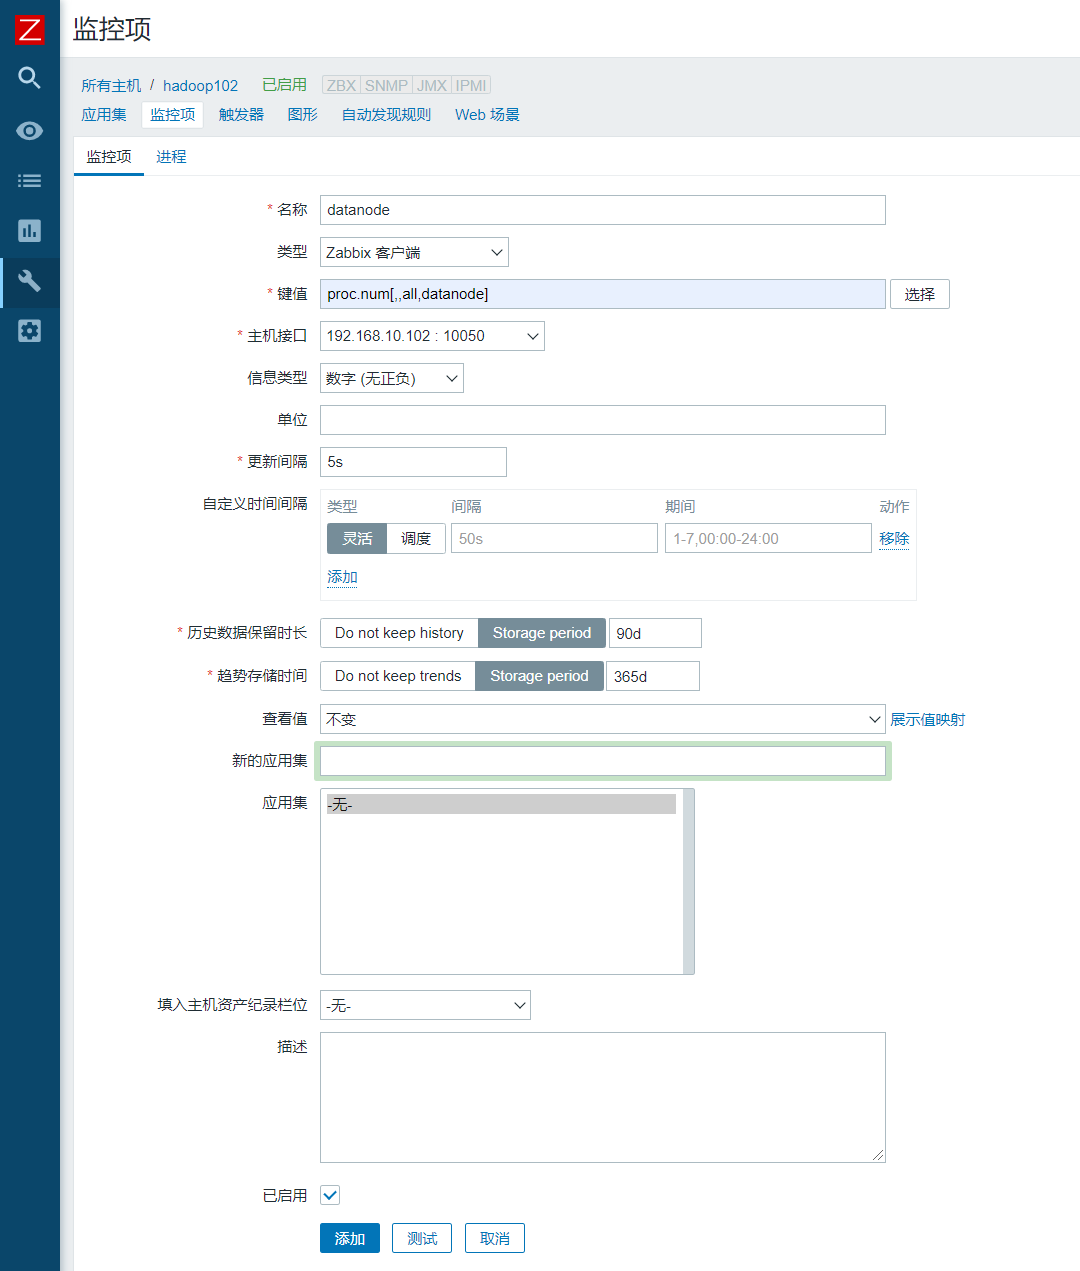 Z
监控项
所有主机 / hadoop102 已启用 ZBX SNMP JMX IPMI
应用集 监控项 触发器 图形 自动发现规则 Web 场景
监控项 进程
* 名称 datanode
类型 Zabbix 客户端
* 键值 proc.num[,,all,datanode] 选择
* 主机接口 192.168.10.102 : 10050
信息类型 数字 (无正负)
单位
* 更新间隔 5s
自定义时间间隔 类型 间隔 期间 动作
灵活 调度 50s 1-7,00:00-24:00 移除
添加
* 历史数据保留时长 Do not keep history Storage period 90d
* 趋势存储时间 Do not keep trends Storage period 365d
查看值 不变 展示值映射
新的应用集
应用集 -无-
填入主机资产纪录栏位 -无-
描述
已启用
添加 测试 取消